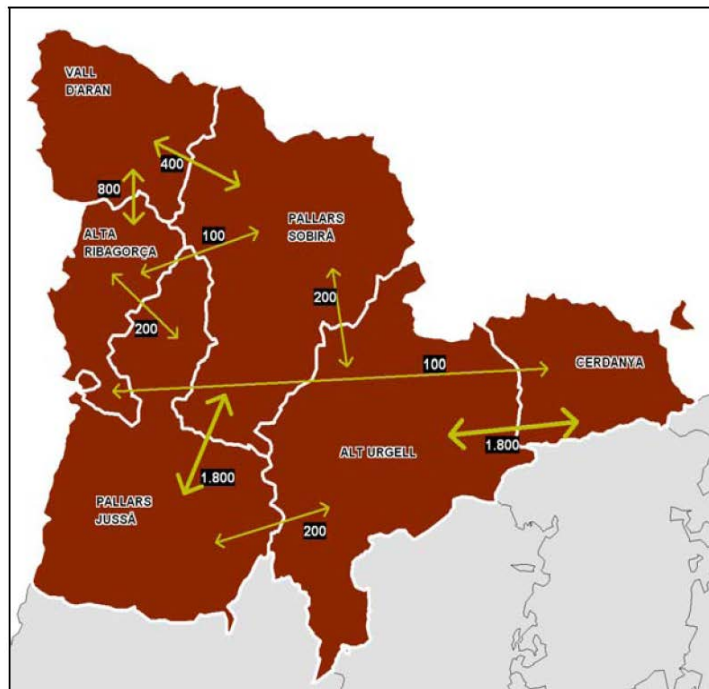 VALL
D'ARAN
400
800
ALTA
RIBAGORÇA
100
PALLARS
SOBIRÀ
200
200
100
CERDANYA
ALT URGELL
1.800
1.800
PALLARS
JUSSÀ
200